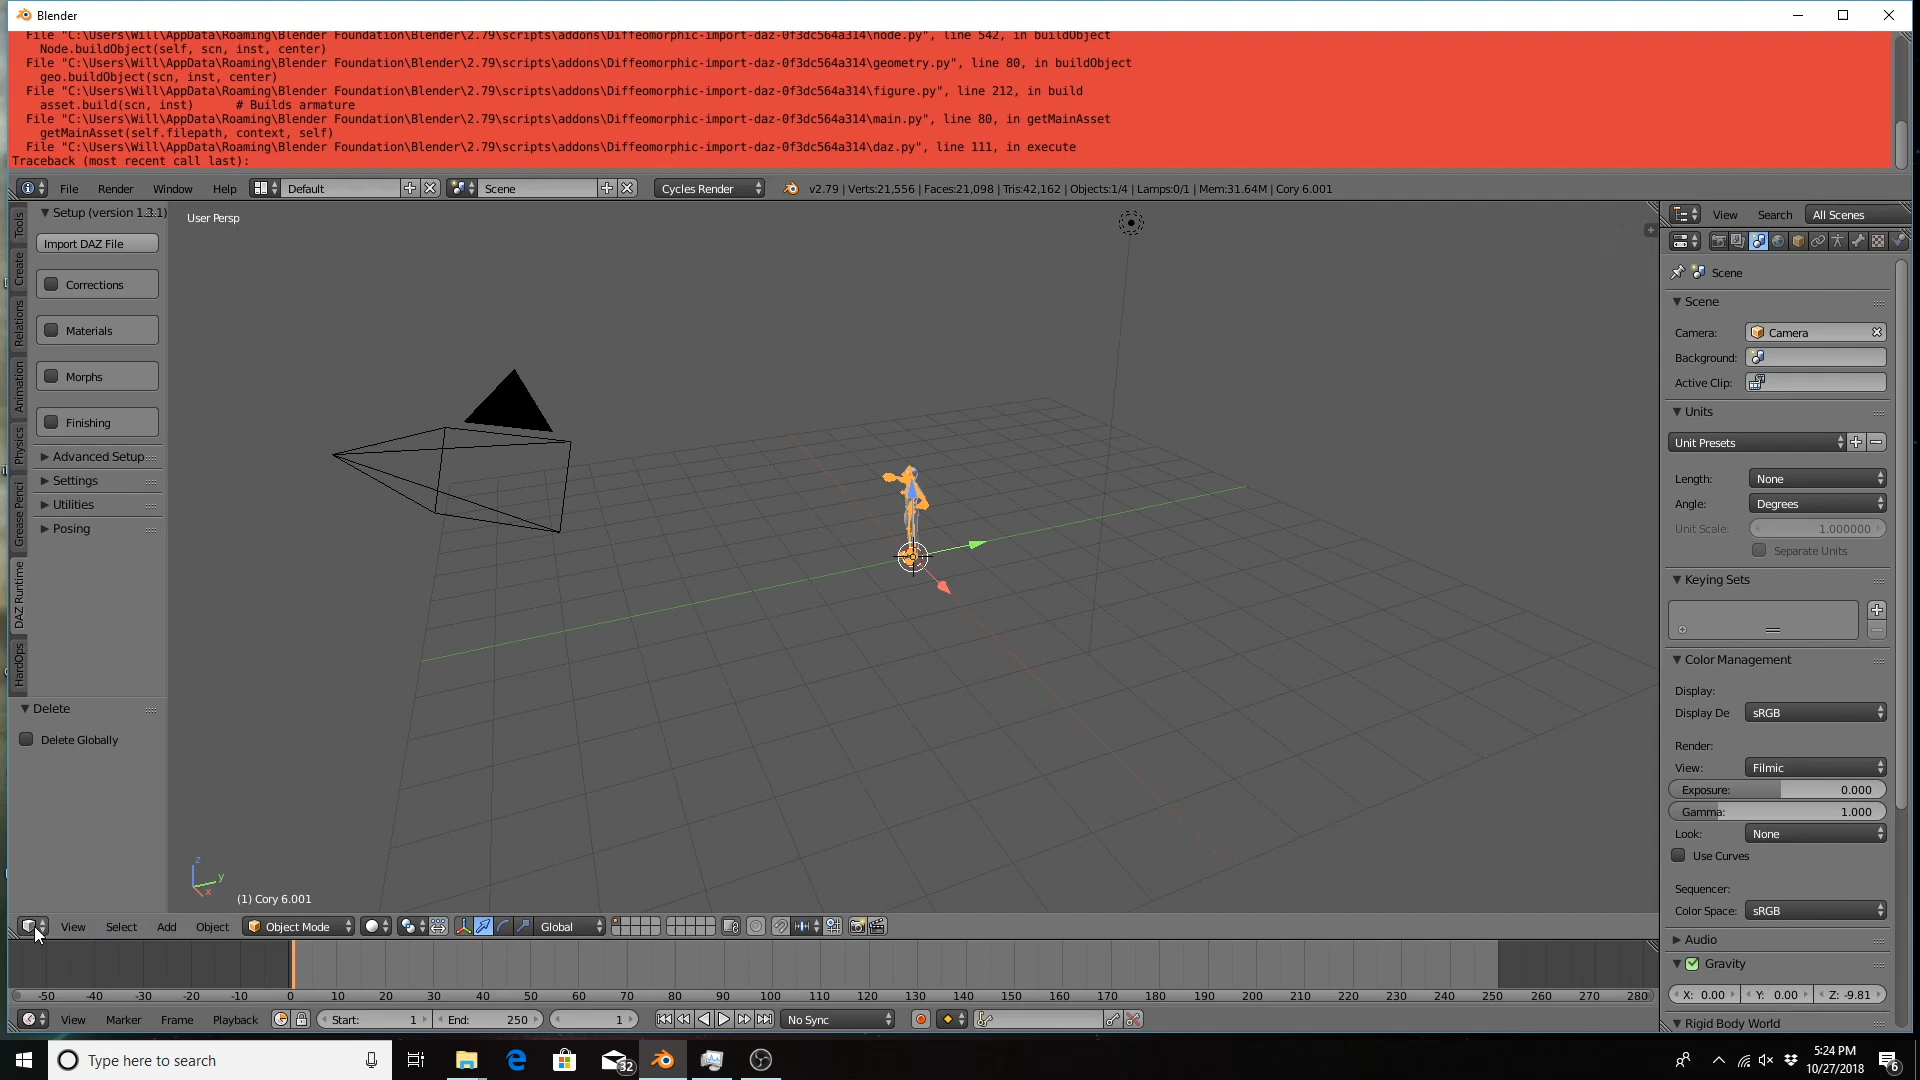 Blender
File "C:\Users\Will\AppData\Roaming\Blender Foundation\Blender\2.79\scripts\addons\Diffeomorphic-import-daz-0f3dc564a314\node.py", line 542, in buildObject
Node.buildObject(self, scn, inst, center)
File "C:\Users\Will\AppData\Roaming\Blender Foundation\Blender\2.79\scripts\addons\Diffeomorphic-import-daz-0f3dc564a314\geometry.py", line 80, in buildObject
geo.buildObject(scn, inst, center)
File "C:\Users\Will\AppData\Roaming\Blender Foundation\Blender\2.79\scripts\addons\Diffeomorphic-import-daz-0f3dc564a314\figure.py", line 212, in build
asset.build(scn, inst)      # Builds armature
File "C:\Users\Will\AppData\Roaming\Blender Foundation\Blender\2.79\scripts\addons\Diffeomorphic-import-daz-0f3dc564a314\main.py", line 80, in getMainAsset
getMainAsset(self.filepath, context, self)
File "C:\Users\Will\AppData\Roaming\Blender Foundation\Blender\2.79\scripts\addons\Diffeomorphic-import-daz-0f3dc564a314\daz.py", line 111, in execute
Traceback (most recent call last):
File Render Window Help Default Scene Cycles Render v2.79 | Verts:21,556 | Faces:21,098 | Tris:42,162 | Objects:1/4 | Lamps:0/1 | Mem:31.64M | Cory 6.001
Tools
Create
Relations
Animation
Physics
Grease Penci
DAZ Runtime
HardOps
Setup (version 1.3.1)
Import DAZ File
Corrections
Materials
Morphs
Finishing
Advanced Setup
Settings
Utilities
Posing
Delete
Delete Globally
User Persp
z
y
x
(1) Cory 6.001
View Select Add Object Object Mode Global
View Search All Scenes
Scene
Scene
Camera: Camera
Background:
Active Clip:
Units
Unit Presets
Length: None
Angle: Degrees
Unit Scale: 1.000000
Separate Units
Keying Sets
Color Management
Display:
Display De sRGB
Render:
View: Filmic
Exposure: 0.000
Gamma: 1.000
Look: None
Use Curves
Sequencer:
Color Space: sRGB
Audio
Gravity
X: 0.00 Y: 0.00 Z: -9.81
Rigid Body World
-50 -40 -30 -20 -10 0 10 20 30 40 50 60 70 80 90 100 110 120 130 140 150 160 170 180 190 200 210 220 230 240 250 260 270 280
View Marker Frame Playback Start: 1 End: 250 1 No Sync
Type here to search
32
5:24 PM
10/27/2018
6